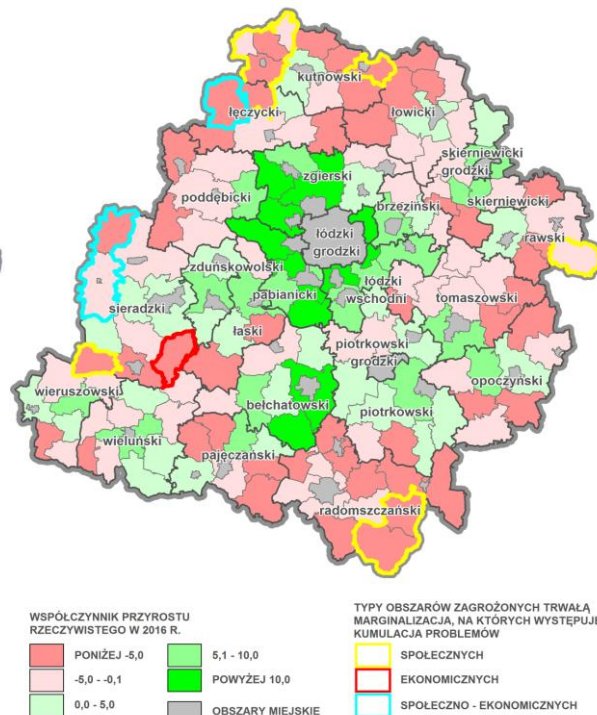 kutnowski
łęczycki
łowicki
skierniewicki
grodzki
zgierski
poddębicki
brzeziński
skierniewicki
rawski
łódzki
grodzki
zduńskowolski
łódzki
wschodni
pabianicki
tomaszowski
sieradzki
łaski
piotrkowski
grodzki
opoczyński
wieruszowski
bełchatowski
piotrkowski
wieluński
pajęczański
radomszczański
WSPÓŁCZYNNIK PRZYROSTU
RZECZYWISTEGO W 2016 R.
PONIŻEJ -5,0
-5,0 - -0,1
0,0 - 5,0
5,1 - 10,0
POWYŻEJ 10,0
OBSZARY MIEJSKIE
TYPY OBSZARÓW ZAGROŻONYCH TRWAŁĄ
MARGINALIZACJA, NA KTÓRYCH WYSTĘPUJE
KUMULACJA PROBLEMÓW
SPOŁECZNYCH
EKONOMICZNYCH
SPOŁECZNO - EKONOMICZNYCH